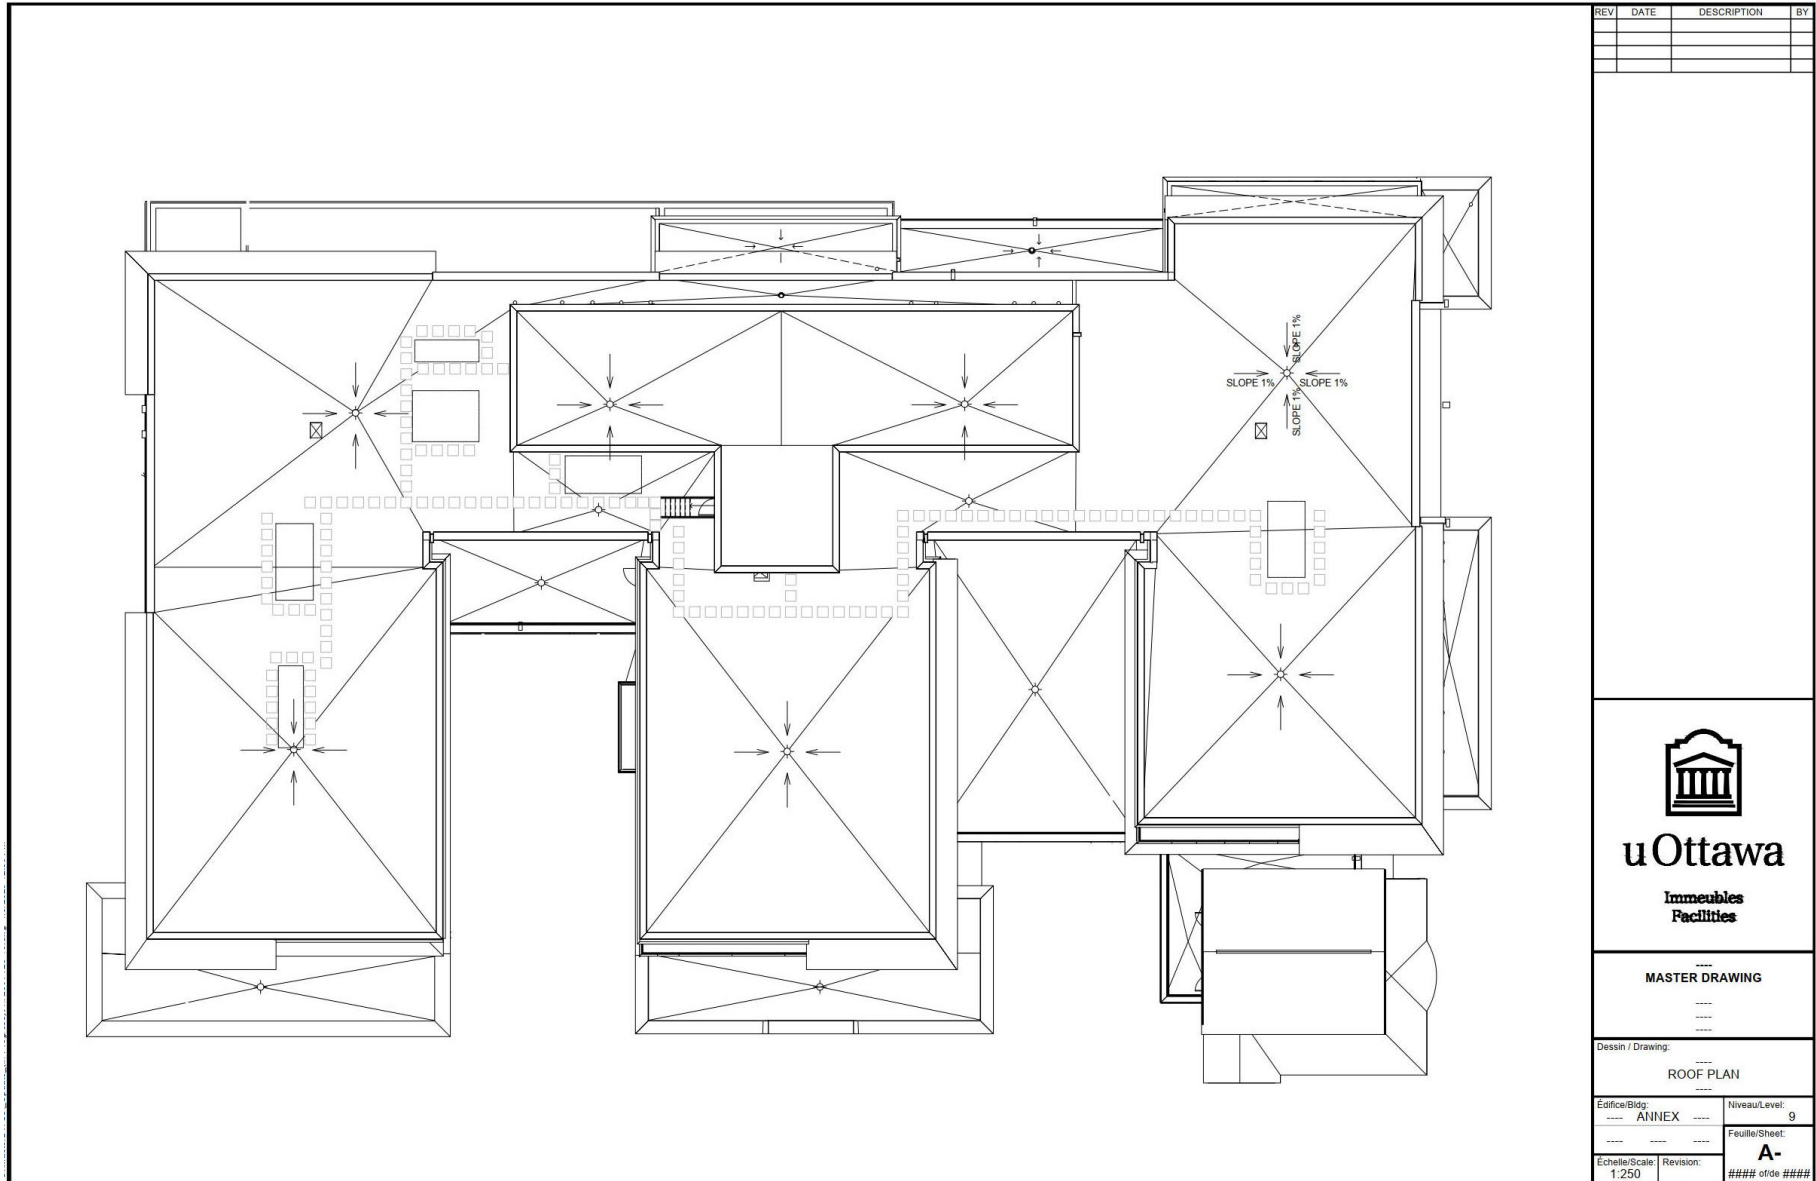 REV DATE DESCRIPTION BY
SLOPE 1%
SLOPE 1% SLOPE 1%
SLOPE 1%
uOttawa
Immeubles
Facilities
----
MASTER DRAWING
----
----
----
Dessin / Drawing:
----
ROOF PLAN
----
Édifice/Bldg:
---- ANNEX ----
Niveau/Level:
9
---- ---- ----
Feuille/Sheet:
A-
#### of/de ####
Échelle/Scale:
1:250
Revision: